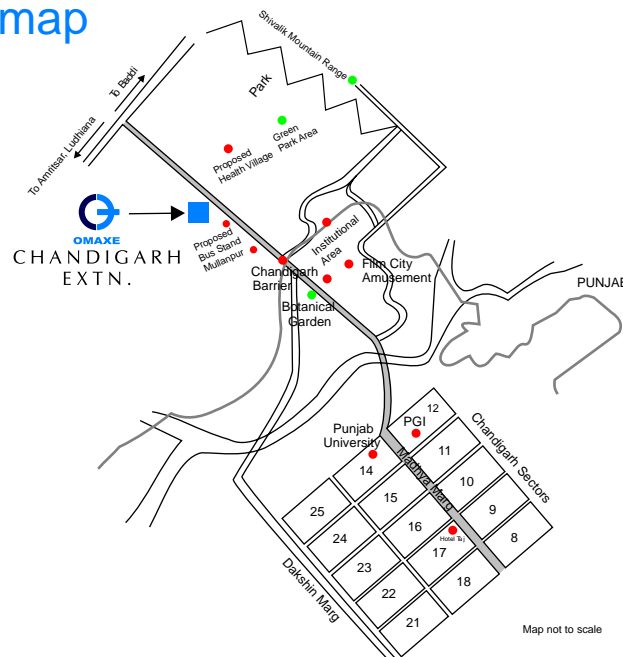 map
Shivalik Mountain Range
To Baddi
Park
To Amritsar, Ludhiana
Green
Park Area
Proposed
Health Village
OMAXE
CHANDIGARH
EXTN.
Proposed
Bus Stand
Mullanpur
Institutional
Area
Chandigarh
Barrier
Film City
Amusement
Botanical
Garden
PUNJAB
12
PGI
Punjab
University
Chandigarh Sectors
Madhya Marg
11
14
10
15
9
25
16
8
24
Hotel Taj
17
23
18
22
21
Dakshin Marg
Map not to scale